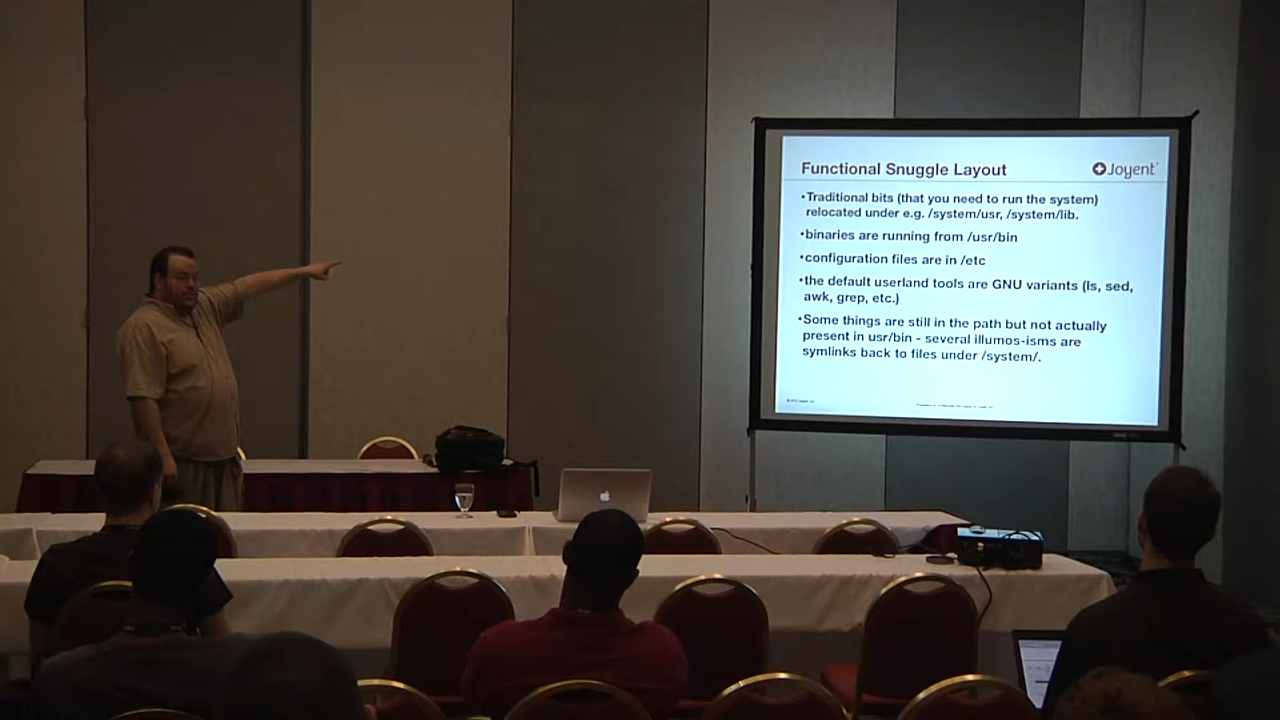 Functional Snuggle Layout
Joyent
•Traditional bits (that you need to run the system)
relocated under e.g. /system/usr, /system/lib.
•binaries are running from /usr/bin
•configuration files are in /etc
•the default userland tools are GNU variants (ls, sed,
awk, grep, etc.)
•Some things are still in the path but not actually
present in usr/bin - several illumos-isms are
symlinks back to files under /system/.